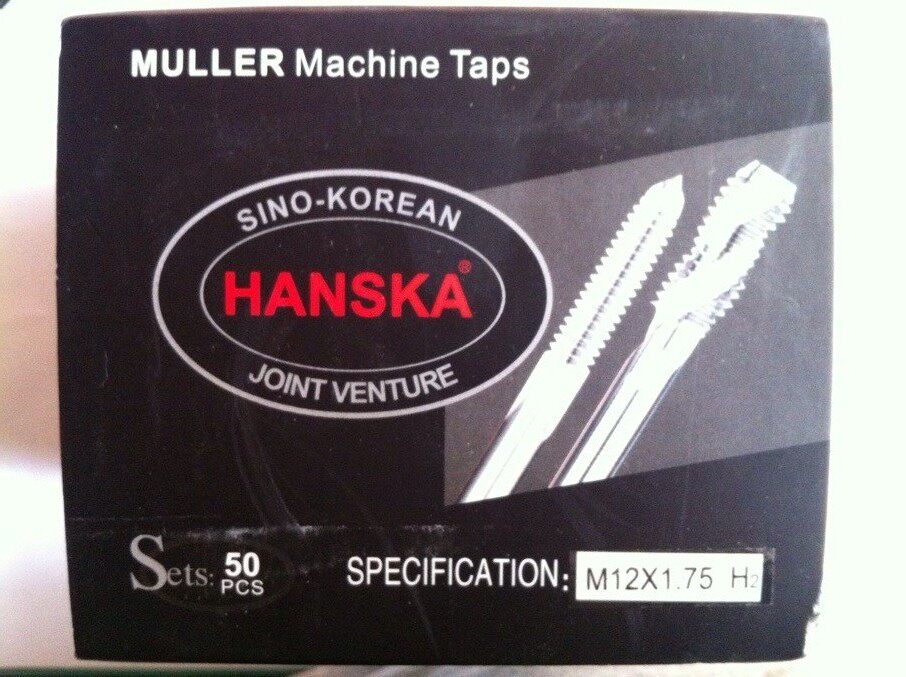 MULLER Machine Taps
SINO-KOREAN
HANSKA®
JOINT VENTURE
Sets: 50 PCS
SPECIFICATION: M12X1.75 H2